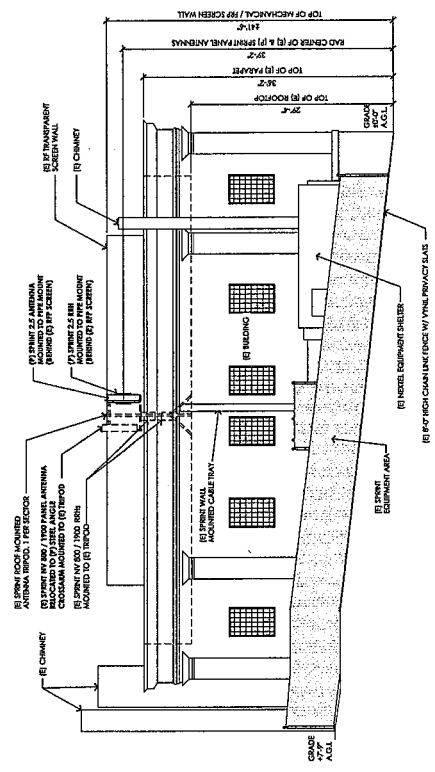 (E) CHIMNEY
(E) SPRINT ROOF MOUNTED
ANTENNA TRIPOD, 1 PER SECTOR
(R) SPRINT NV 800 / 1900 PANEL ANTENNA
RELOCATED TO (P) STEEL ANGLE
CROSSARM MOUNTED TO (E) TRIPOD
(E) SPRINT NV 800 / 1900 RRHs
MOUNTED TO (E) TRIPOD
(P) SPRINT 2.5 ANTENNA
MOUNTED TO PIPE MOUNT
(BEHIND (E) RFP SCREEN)
(P) SPRINT 2.5 RRH
MOUNTED TO PIPE MOUNT
(BEHIND (E) RFP SCREEN)
(E) RF TRANSPARENT
SCREEN WALL
(E) CHIMNEY
TOP OF MECHANICAL / FRP SCREEN WALL
±41'-6"
RAD CENTER OF (E) & (P) SPRINT PANEL ANTENNAS
39'-2"
TOP OF (E) PARAPET
36'-2"
TOP OF (E) ROOFTOP
29'-4"
(E) BUILDING
(E) SPRINT WALL
MOUNTED CABLE TRAY
GRADE
±0'-0"
A.G.L.
GRADE
+7'-9"
A.G.L.
(E) SPRINT
EQUIPMENT AREA
(E) NEXTEL EQUIPMENT SHELTER
(E) 8'-0" HIGH CHAIN LINK FENCE W/ VYNIL PRIVACY SLATS